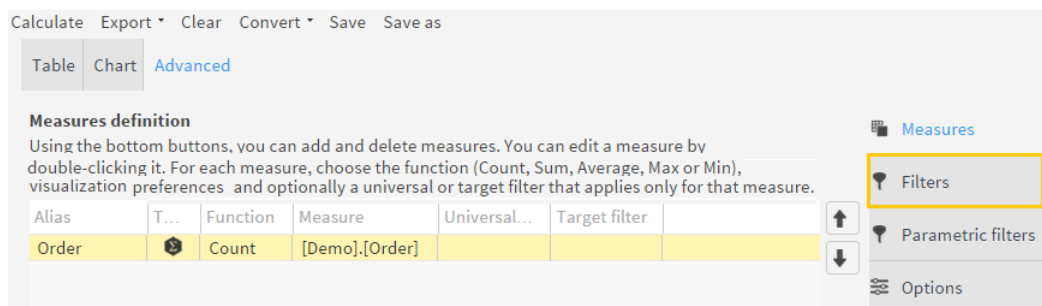 Calculate Export Clear Convert Save Save as
Table Chart Advanced
Measures definition
Using the bottom buttons, you can add and delete measures. You can edit a measure by
double-clicking it. For each measure, choose the function (Count, Sum, Average, Max or Min),
visualization preferences and optionally a universal or target filter that applies only for that measure.
Alias T... Function Measure Universal... Target filter
Order Σ Count [Demo].[Order]
Measures
Filters
Parametric filters
Options